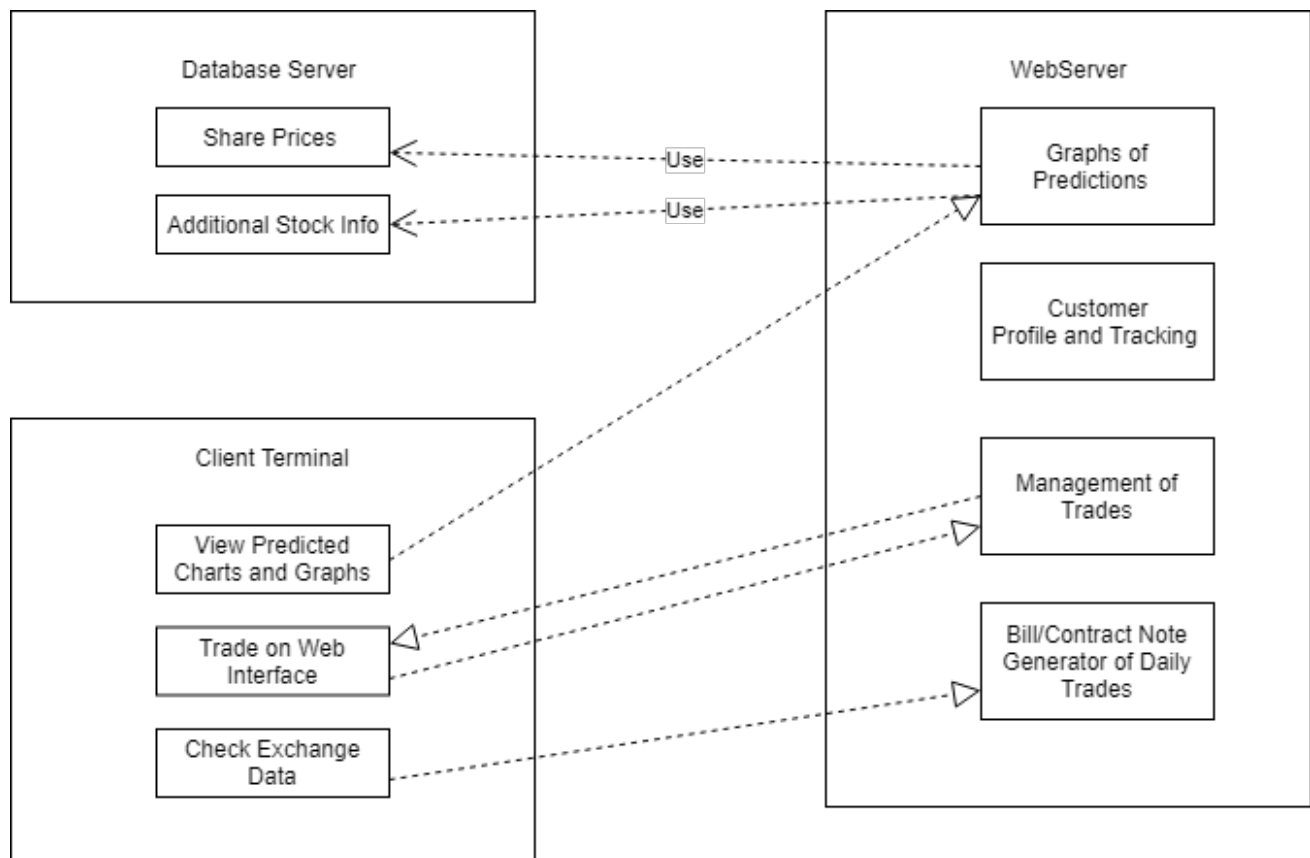 Database Server
Share Prices
Additional Stock Info
Use
Use
WebServer
Graphs of
Predictions
Customer
Profile and Tracking
Management of
Trades
Bill/Contract Note
Generator of Daily
Trades
Client Terminal
View Predicted
Charts and Graphs
Trade on Web
Interface
Check Exchange
Data